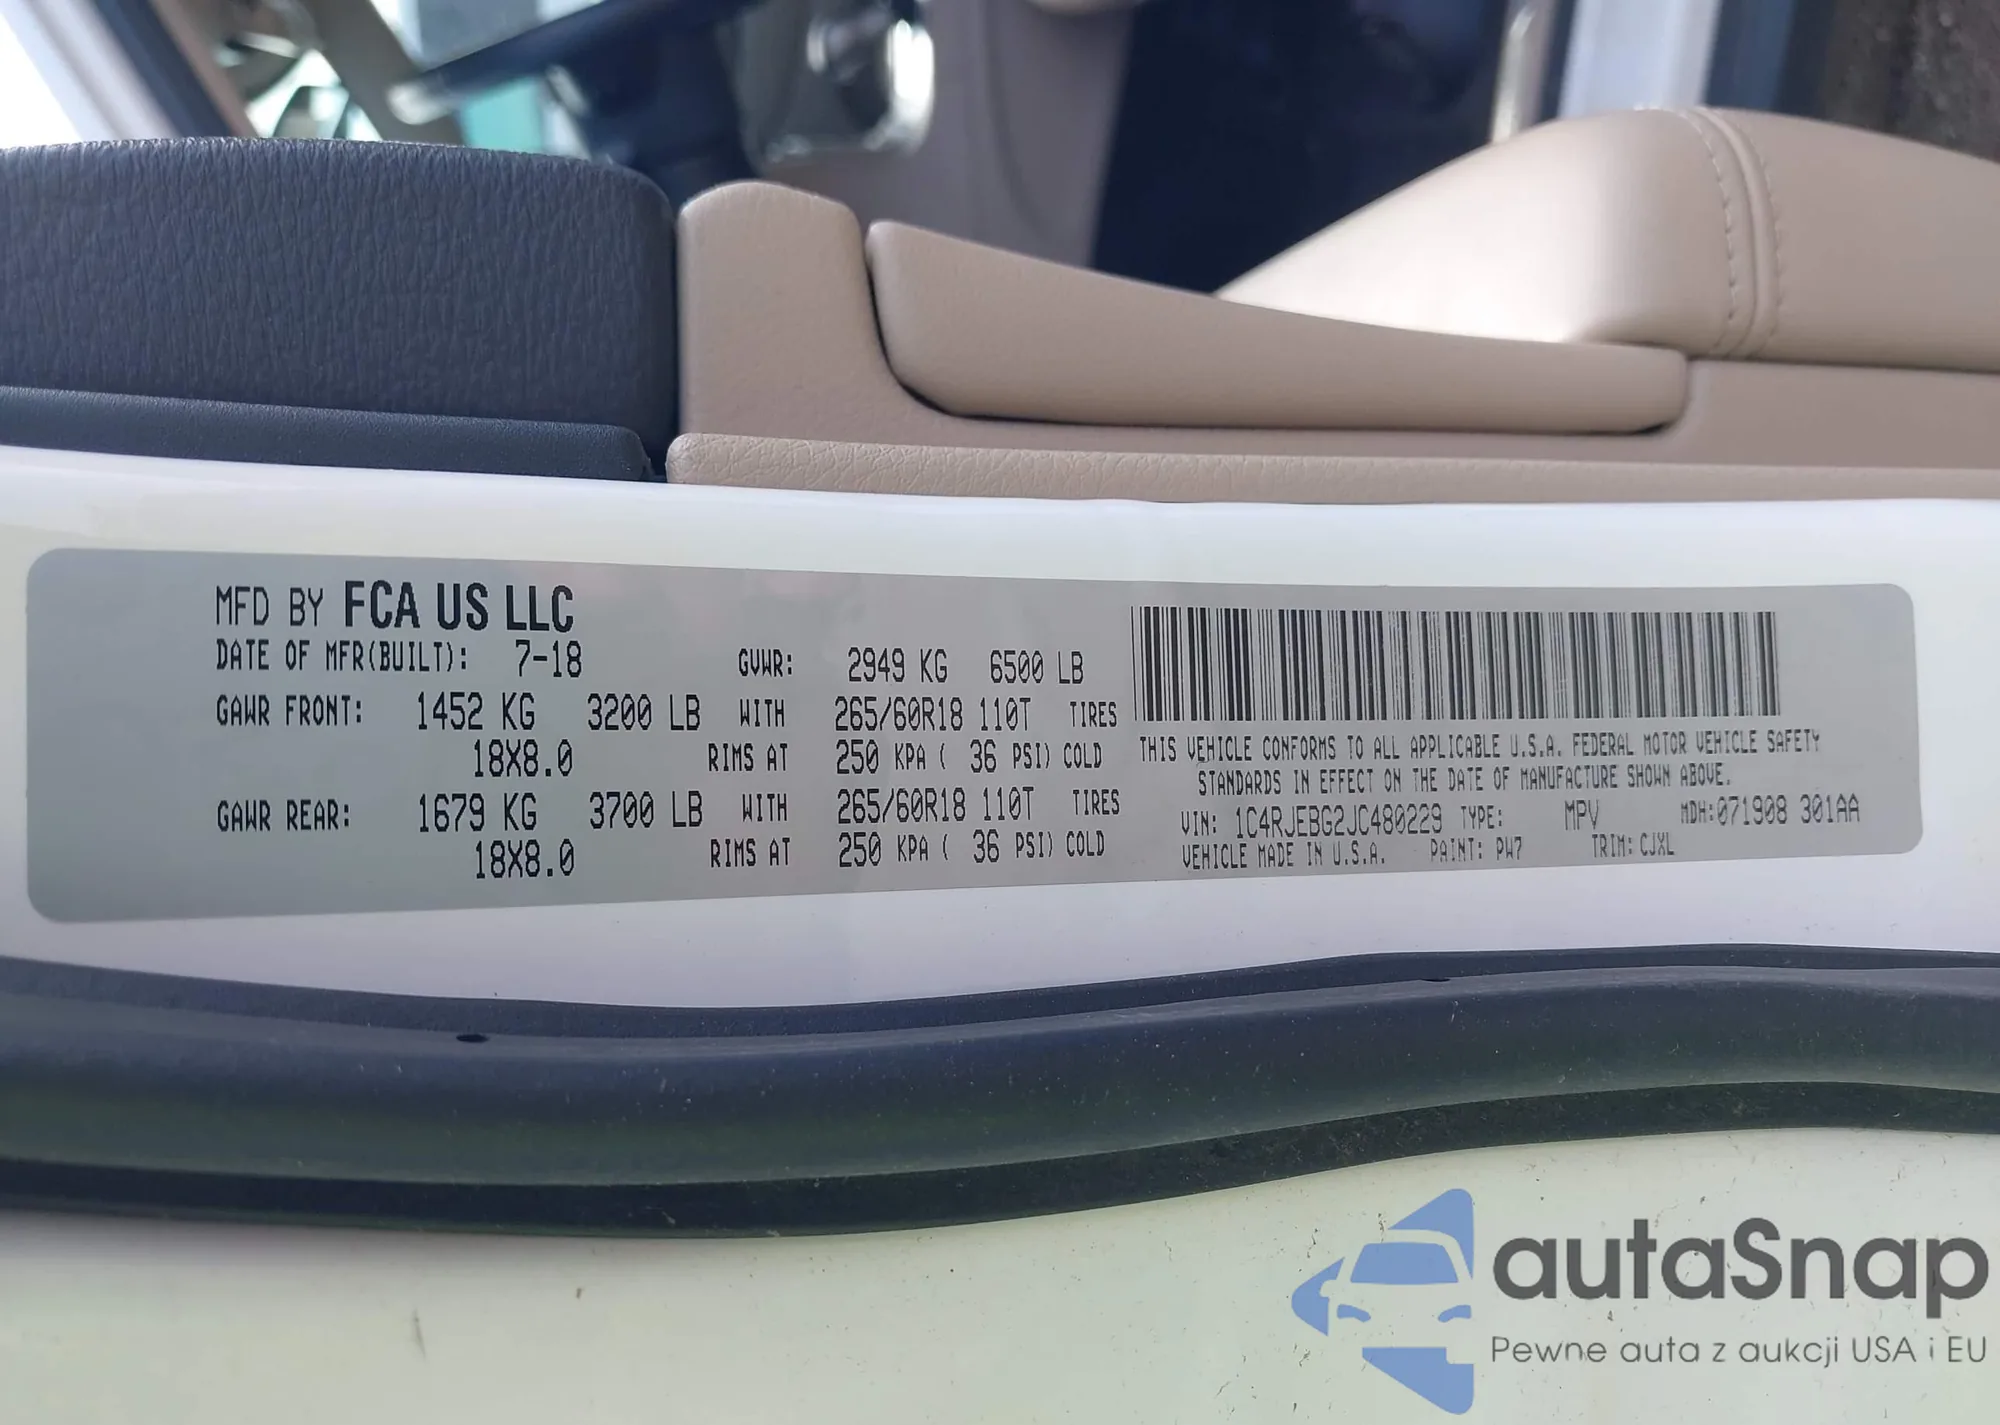 MFD BY FCA US LLC
DATE OF MFR(BUILT): 7-18 GVWR: 2949 KG 6500 LB
GAWR FRONT: 1452 KG 3200 LB WITH 265/60R18 110T TIRES
18X8.0 RIMS AT 250 KPA ( 36 PSI) COLD
GAWR REAR: 1679 KG 3700 LB WITH 265/60R18 110T TIRES
18X8.0 RIMS AT 250 KPA ( 36 PSI) COLD
THIS VEHICLE CONFORMS TO ALL APPLICABLE U.S.A. FEDERAL MOTOR VEHICLE SAFETY
STANDARDS IN EFFECT ON THE DATE OF MANUFACTURE SHOWN ABOVE.
VIN: 1C4RJEBG2JC480229 TYPE: MPV MDH:071908 301AA
VEHICLE MADE IN U.S.A. PAINT: PW7 TRIM: CJXL
autaSnap
Pewne auta z aukcji USA i EU